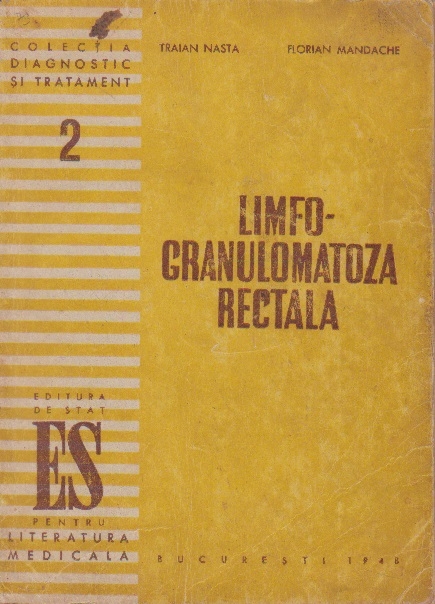 COLECȚIA
DIAGNOSTIC
ȘI TRATAMENT
2
TRAIAN NASTA FLORIAN MANDACHE
LIMFO-
GRANULOMATOZA
RECTALA
EDITURA
DE STAT
ES
PENTRU
LITERATURA
MEDICALA
BUCUREȘTI 1948